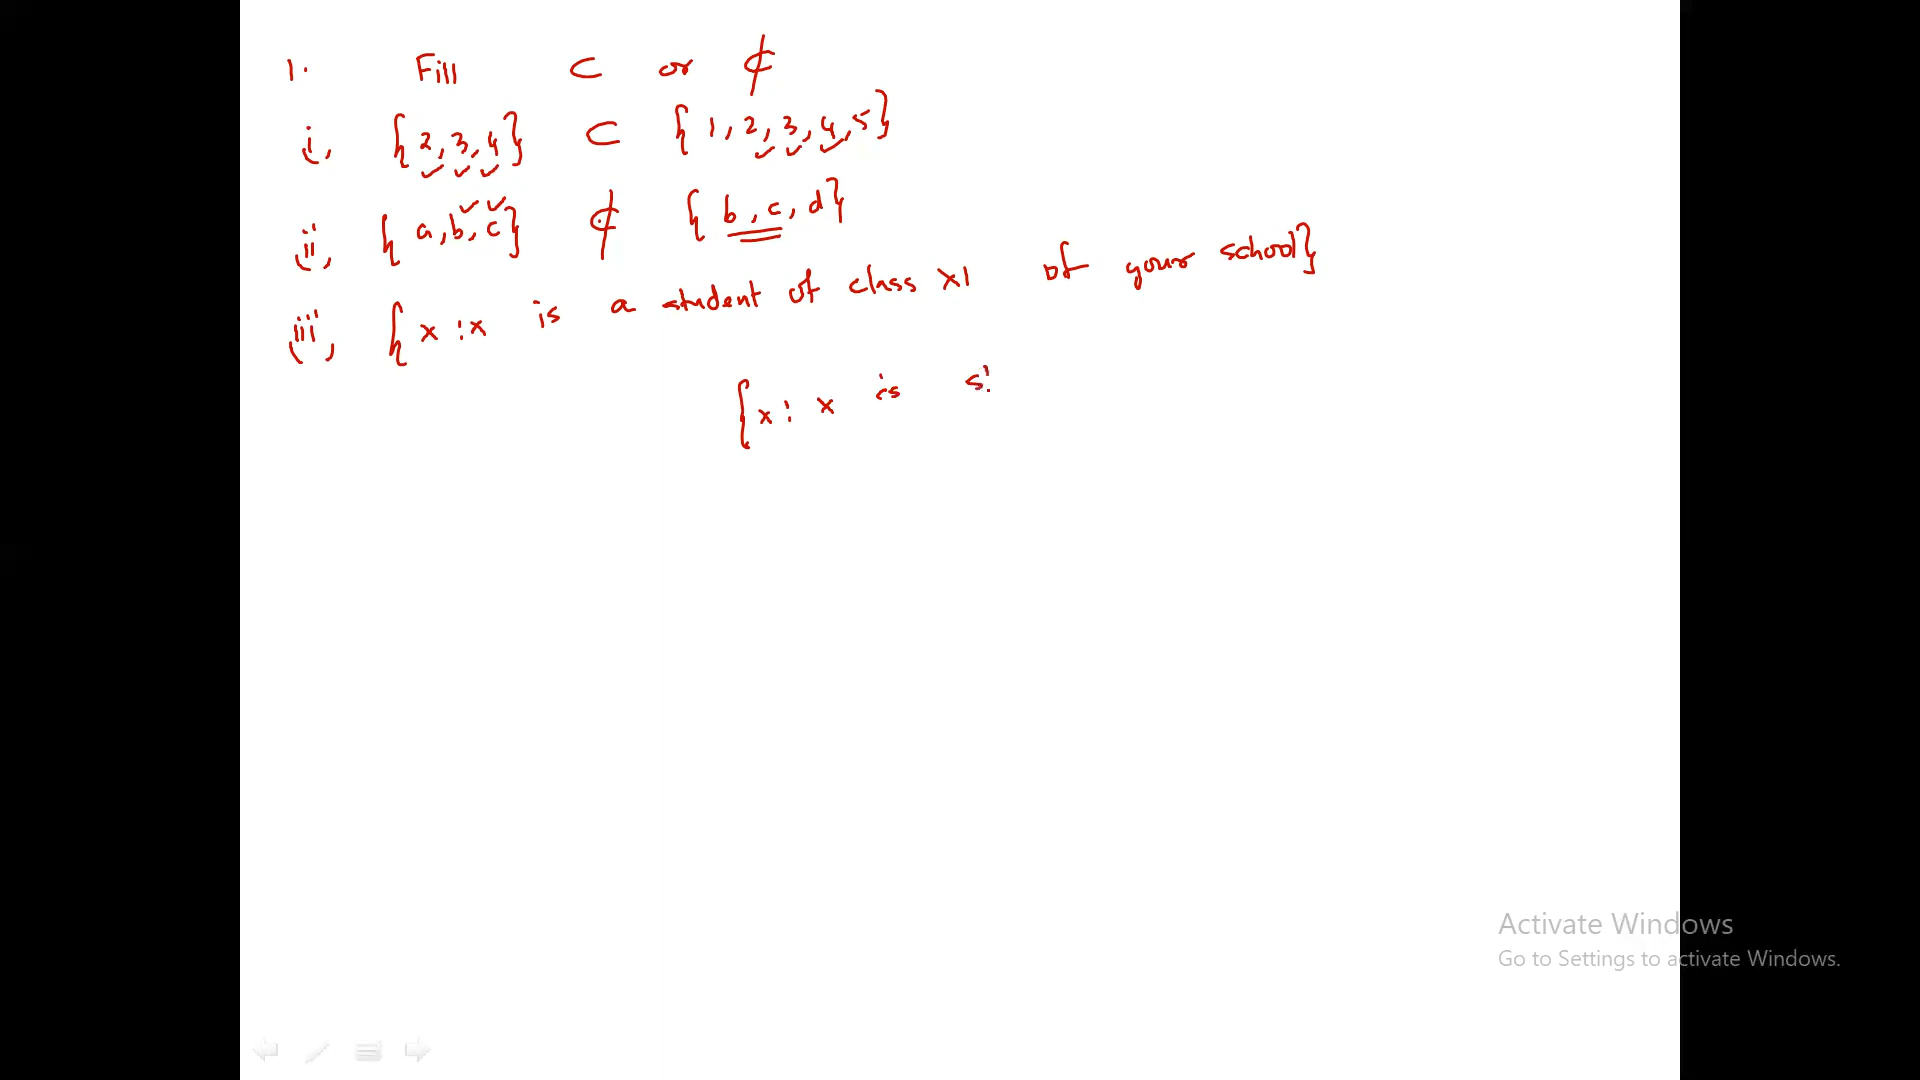 1. Fill ⊂ or ⊄
i, {2,3,4} ⊂ {1,2,3,4,5}
ii, {a,b,c} ⊄ {b,c,d}
iii, {x:x is a student of class XI of your school}
{x: x is s
Activate Windows
Go to Settings to activate Windows.